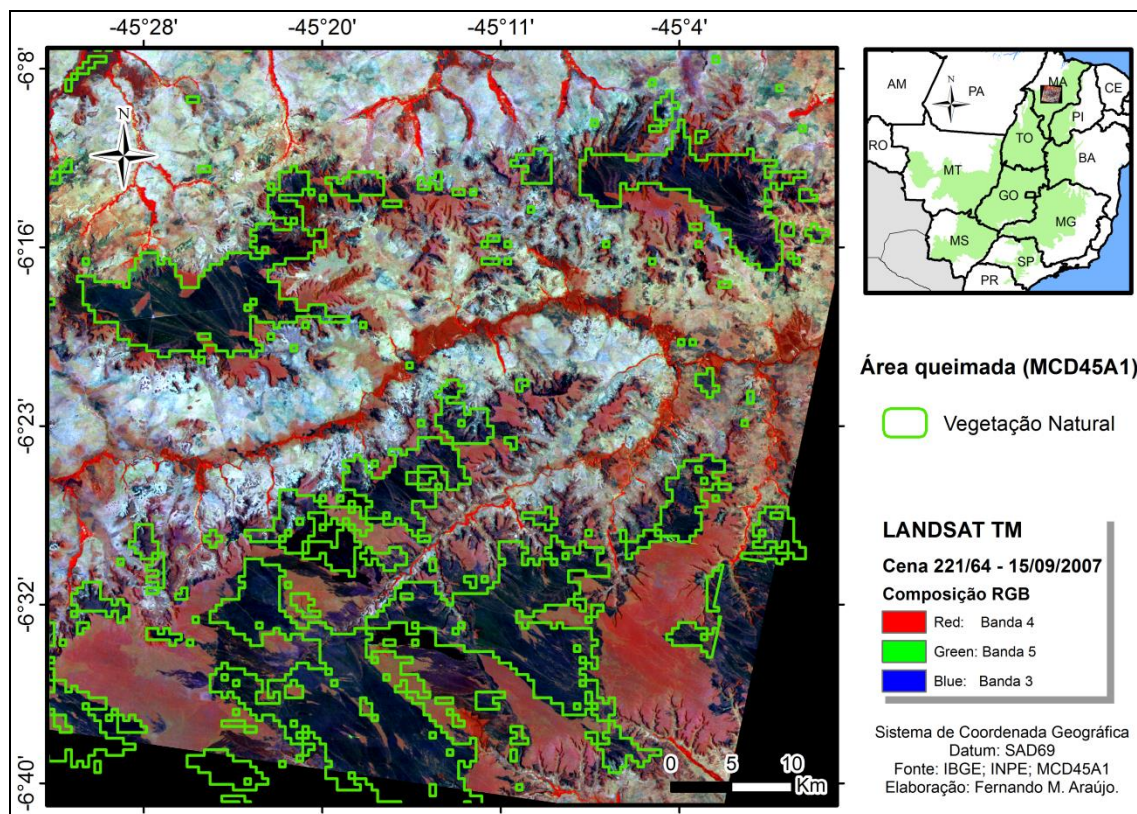 -45°28' -45°20' -45°11' -45°4'
-6°8'
-6°16'
-6°23'
-6°32'
-6°40'
N
0 5 10
Km
N
AM
PA
MA
CE
PI
RO
TO
BA
MT
GO
MG
MS
SP
PR
Área queimada (MCD45A1)
Vegetação Natural
LANDSAT TM
Cena 221/64 - 15/09/2007
Composição RGB
Red: Banda 4
Green: Banda 5
Blue: Banda 3
Sistema de Coordenada Geográfica
Datum: SAD69
Fonte: IBGE; INPE; MCD45A1
Elaboração: Fernando M. Araújo.